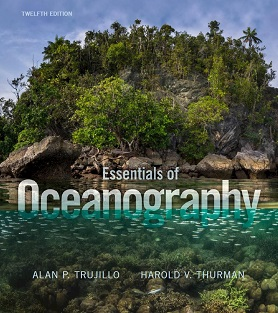 TWELFTH EDITION
Essentials of
Oceanography
ALAN P. TRUJILLO HAROLD V. THURMAN